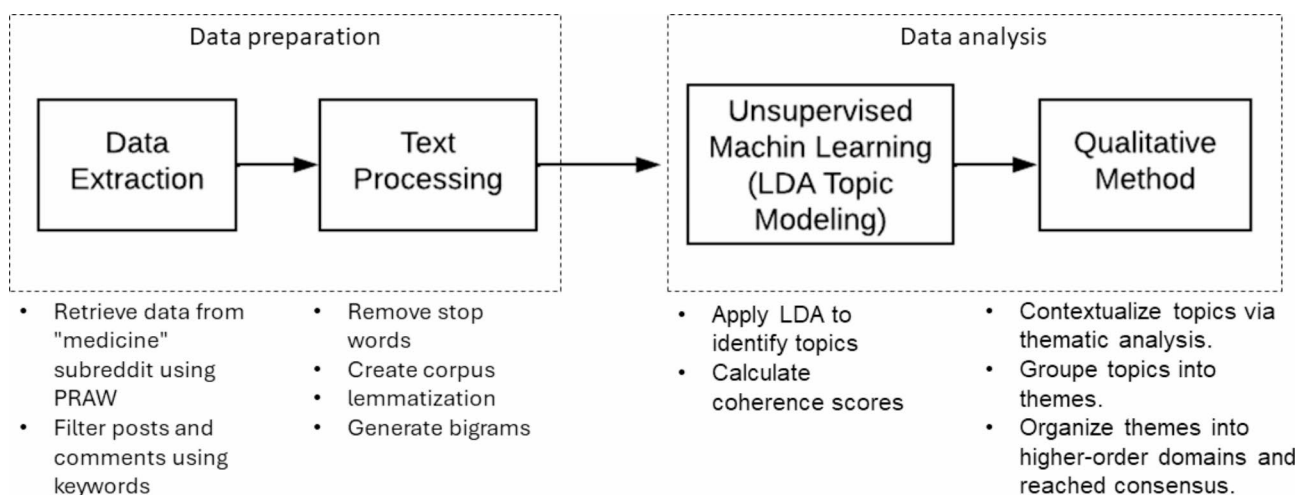 Data preparation
Data
Extraction
Text
Processing
• Retrieve data from
"medicine"
subreddit using
PRAW
• Filter posts and
comments using
keywords
• Remove stop
words
• Create corpus
• lemmatization
• Generate bigrams
Data analysis
Unsupervised
Machin Learning
(LDA Topic
Modeling)
Qualitative
Method
• Apply LDA to
identify topics
• Calculate
coherence scores
• Contextualize topics via
thematic analysis.
• Groupe topics into
themes.
• Organize themes into
higher-order domains and
reached consensus.